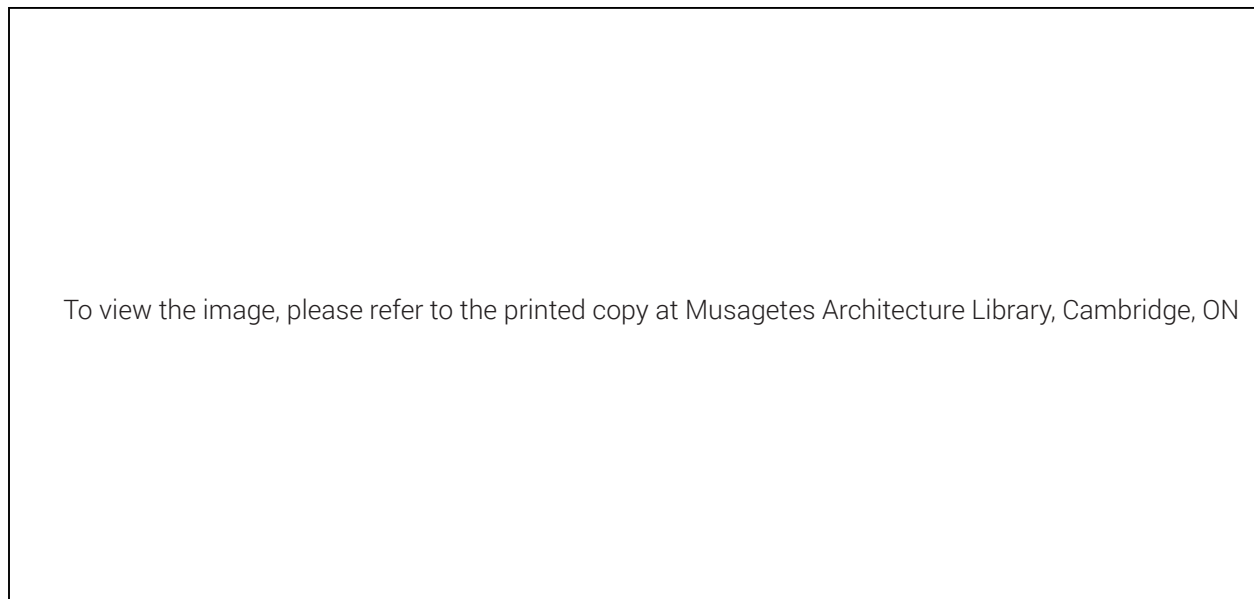 To view the image, please refer to the printed copy at Musagetes Architecture Library, Cambridge, ON